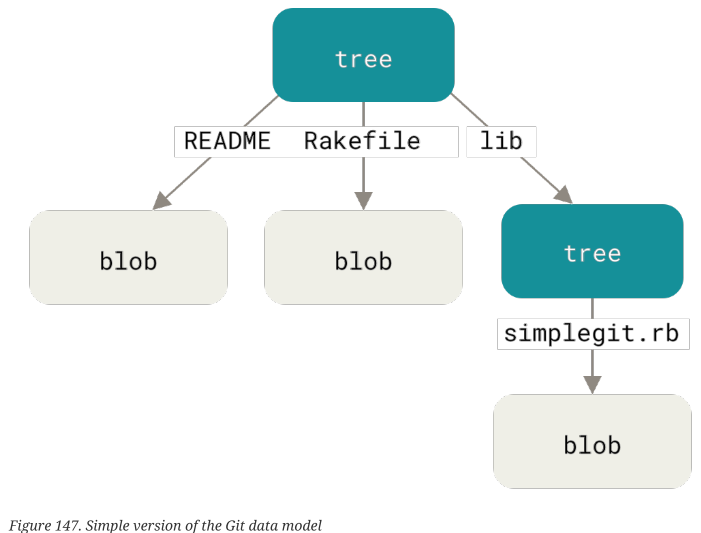 tree
README Rakefile lib
blob blob tree
simplegit.rb
blob
Figure 147. Simple version of the Git data model